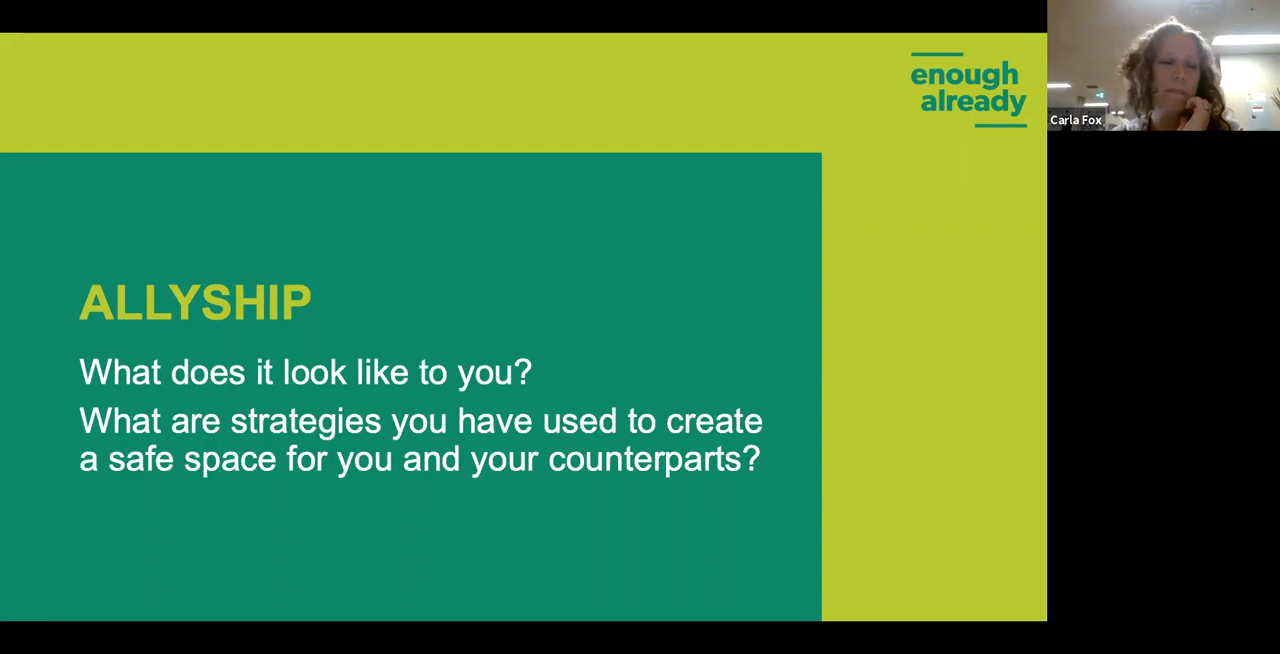 enough
already
Carla Fox
ALLYSHIP
What does it look like to you?
What are strategies you have used to create
a safe space for you and your counterparts?